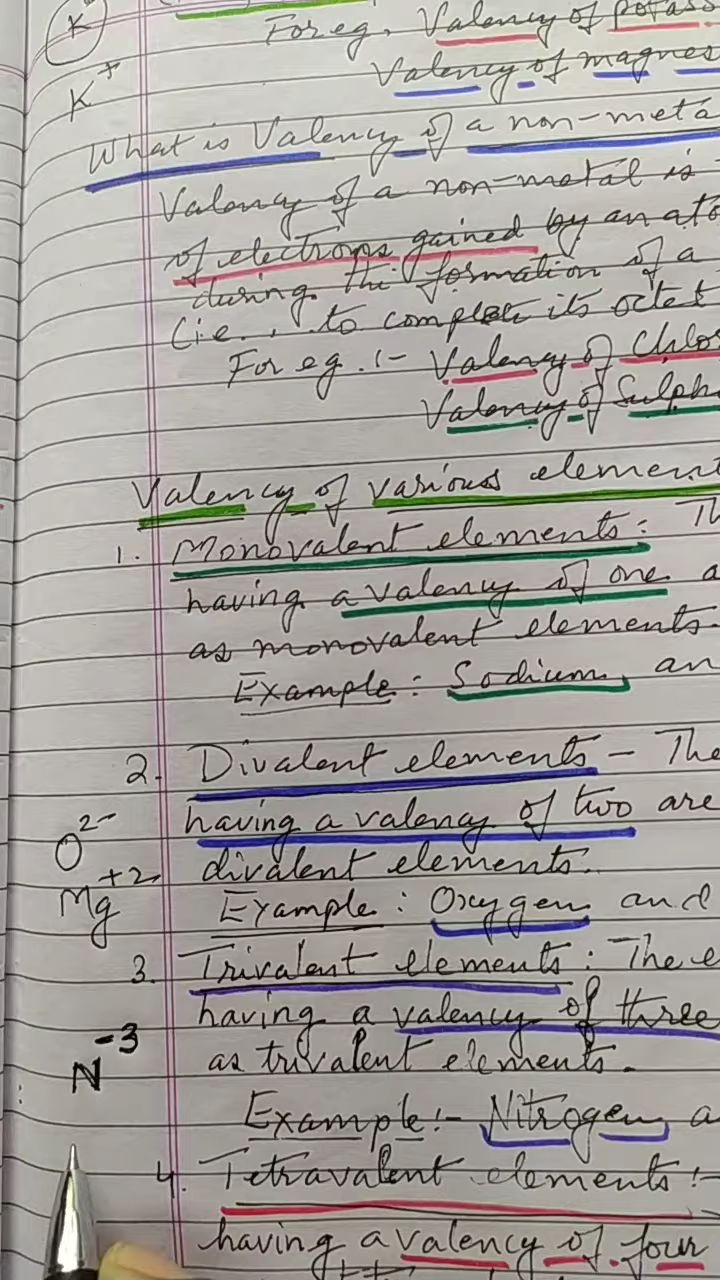 K
For eg. Valency of potass
K+ Valency of magnes
What is Valency of a non-meta
Valency of a non-metal is
of electrons gained by an ato
during the formation of a
(i.e., to complete its octet
For eg. :- Valency of Chlor
Valency of Sulph
Valency of various element
1. Monovalent elements: Th
having a valency of one a
as monovalent elements.
Example: Sodium, an
2. Divalent elements - The
O2- having a valency of two are
divalent elements.
Mg+2 Example: Oxygen and
3. Trivalent elements: The e
having a valency of three
N-3 as trivalent elements.
Example:- Nitrogen a
4. Tetravalent elements:-
having a valency of four